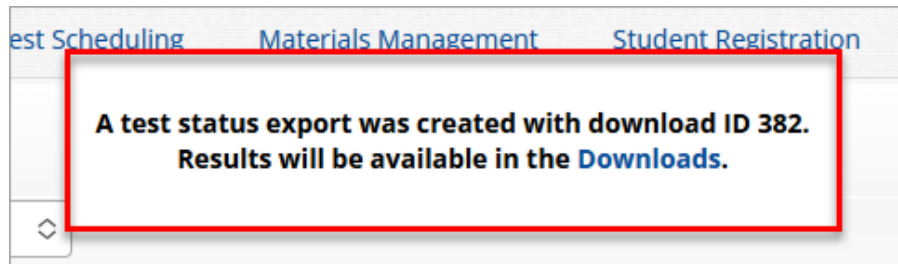 est Scheduling Materials Management Student Registration
A test status export was created with download ID 382.
Results will be available in the Downloads.